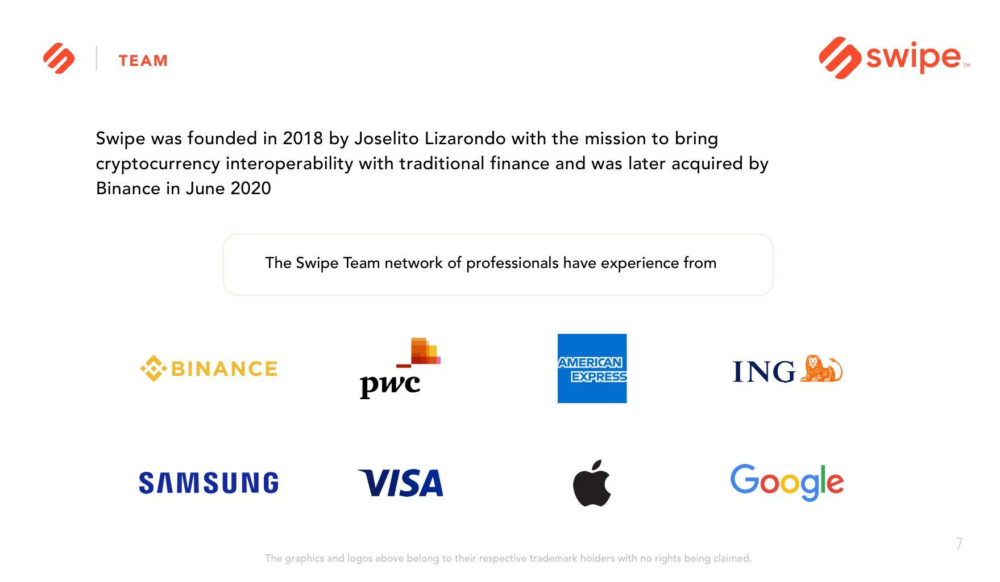 TEAM
swipe™
Swipe was founded in 2018 by Joselito Lizarondo with the mission to bring
cryptocurrency interoperability with traditional finance and was later acquired by
Binance in June 2020
The Swipe Team network of professionals have experience from
BINANCE
pwc
AMERICAN
EXPRESS
ING
SAMSUNG
VISA
Google
7
The graphics and logos above belong to their respective trademark holders with no rights being claimed.